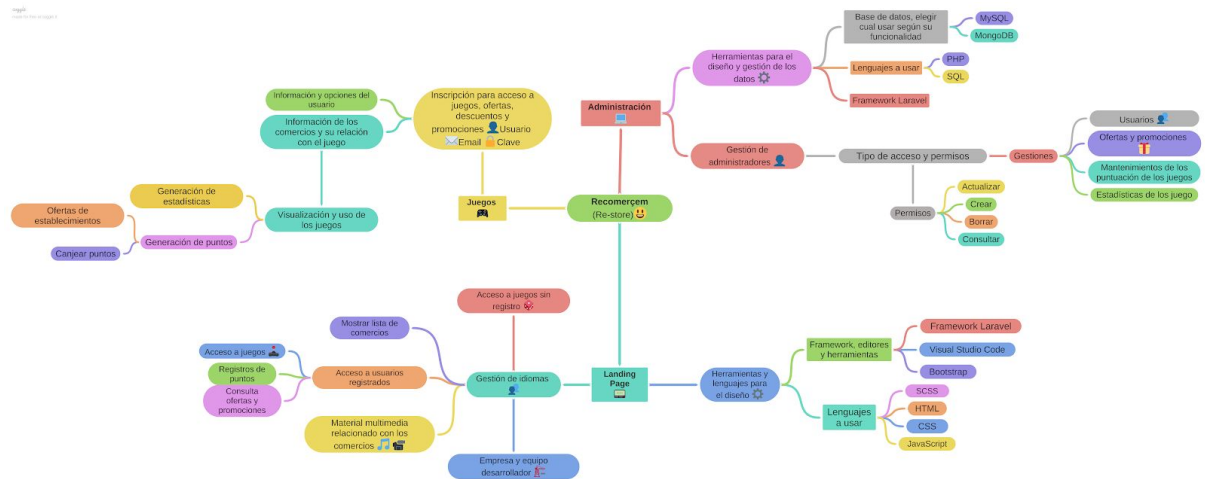 Recomerçem
(Re-store)
Administración
Herramientas para el
diseño y gestión de los
datos
Base de datos, elegir
cual usar según su
funcionalidad
MySQL
MongoDB
Lenguajes a usar
PHP
SQL
Framework Laravel
Gestión de
administradores
Tipo de acceso y permisos
Gestiones
Usuarios
Ofertas y promociones
Mantenimientos de los
puntuación de los juegos
Estadísticas de los juego
Permisos
Actualizar
Crear
Borrar
Consultar
Juegos
Inscripción para acceso a
juegos, ofertas,
descuentos y
promociones Usuario
Email Clave
Información y opciones del
usuario
Información de los
comercios y su relación
con el juego
Visualización y uso de
los juegos
Generación de
estadísticas
Generación de puntos
Ofertas de
establecimientos
Canjear puntos
Landing
Page
Gestión de idiomas
Acceso a juegos sin
registro
Mostrar lista de
comercios
Acceso a usuarios
registrados
Acceso a juegos
Registros de
puntos
Consulta
ofertas y
promociones
Material multimedia
relacionado con los
comercios
Empresa y equipo
desarrollador
Herramientas y
lenguajes para
el diseño
Framework, editores
y herramientas
Framework Laravel
Visual Studio Code
Bootstrap
Lenguajes
a usar
SCSS
HTML
CSS
JavaScript